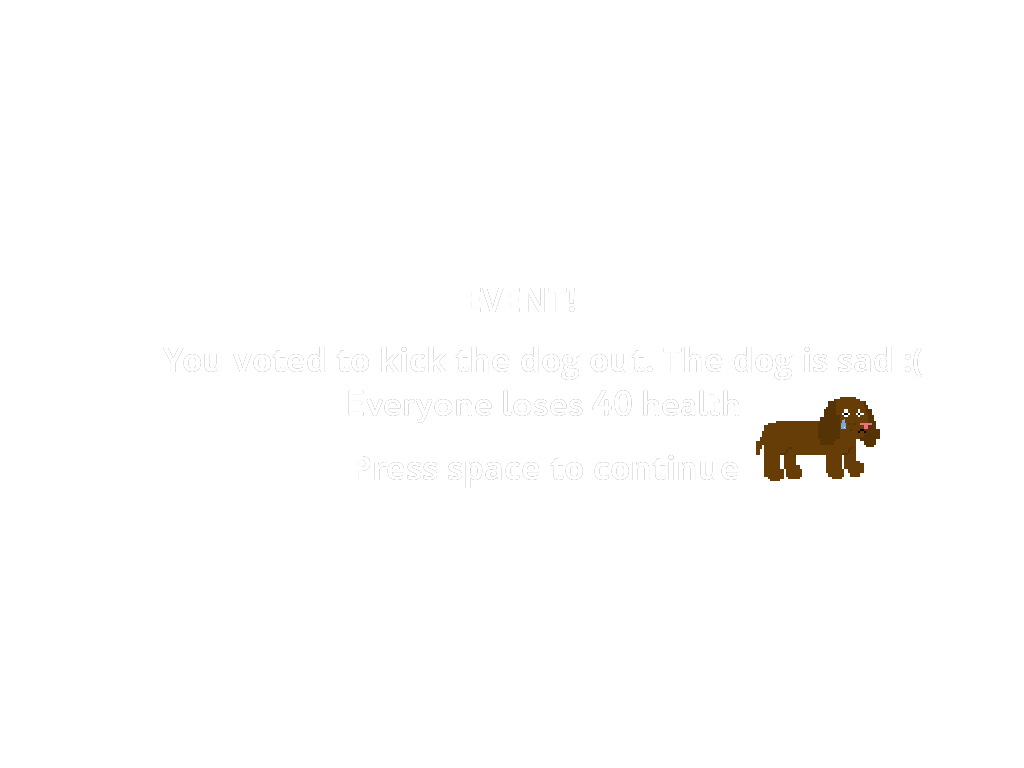 EVENT!
You voted to kick the dog out. The dog is sad :(
Everyone loses 40 health
Press space to continue